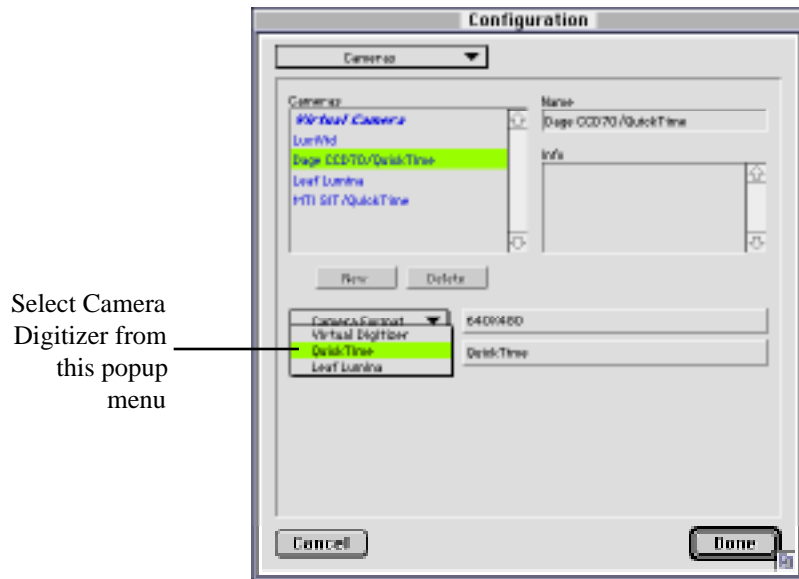 Configuration
Cameras
Cameras
Virtual Camera
LumVid
Dage CCD70/QuickTime
Leaf Lumina
MTI SIT/QuickTime
Name
Dage CCD70/QuickTime
Info
New Delete
Camera Format 640X480
Virtual Digitizer
QuickTime QuickTime
Leaf Lumina
Select Camera
Digitizer from
this popup
menu
Cancel Done